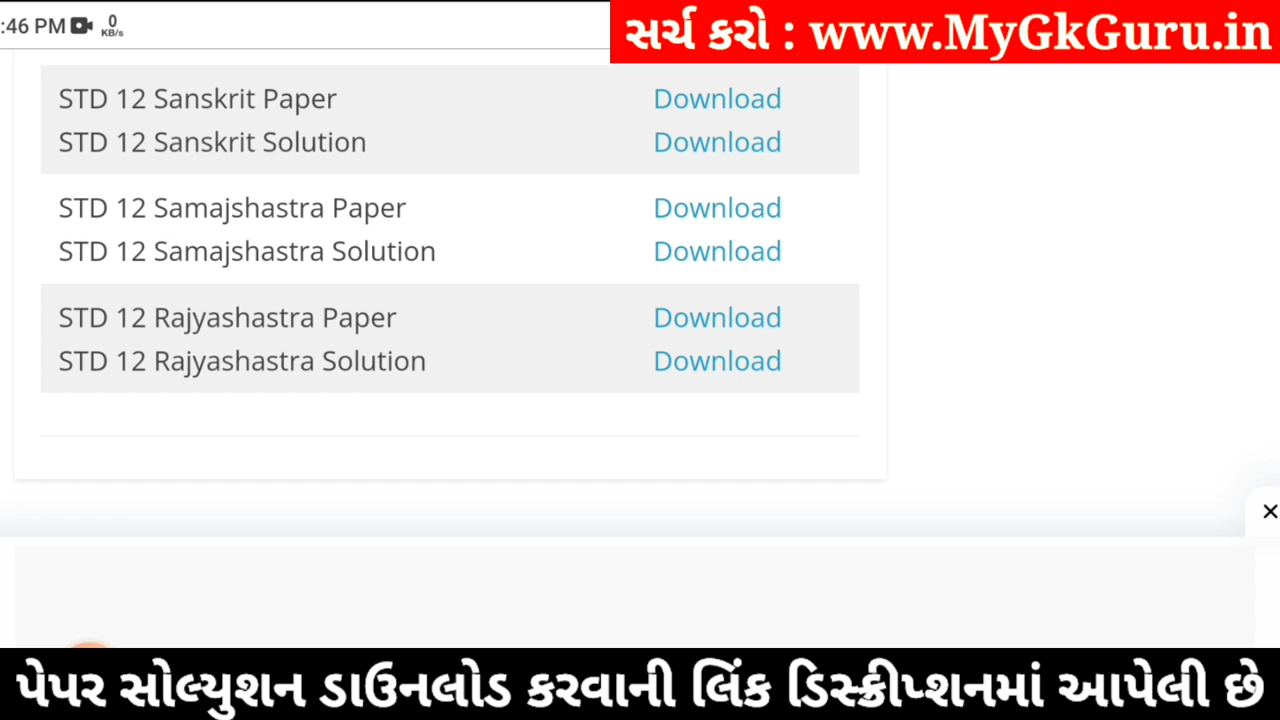 :46 PM 0 KB/s
સર્ચ કરો : www.MyGkGuru.in
STD 12 Sanskrit Paper Download
STD 12 Sanskrit Solution Download
STD 12 Samajshastra Paper Download
STD 12 Samajshastra Solution Download
STD 12 Rajyashastra Paper Download
STD 12 Rajyashastra Solution Download
પેપર સોલ્યુશન ડાઉનલોડ કરવાની લિંક ડિસ્ક્રીપ્શનમાં આપેલી છે